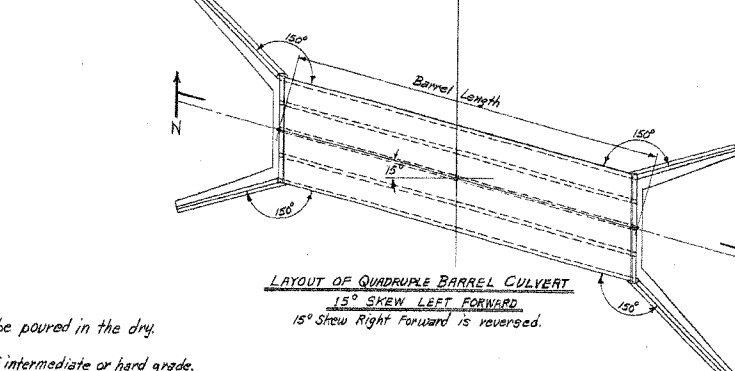 150°
Barrel Length
150°
N
15°
150°
LAYOUT OF QUADRUPLE BARREL CULVERT
15° SKEW LEFT FORWARD
15° Skew Right Forward is reversed.
150°
be poured in the dry.
intermediate or hard grade.